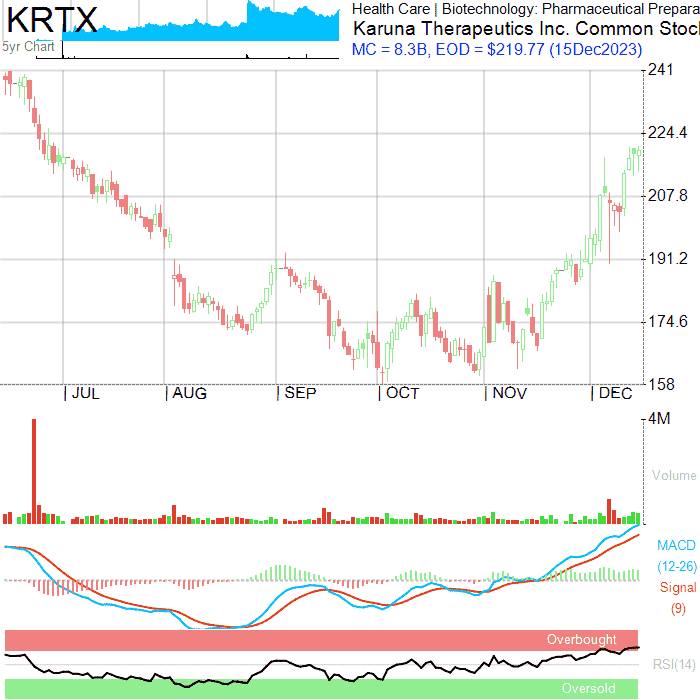 KRTX
5yr Chart
Health Care | Biotechnology: Pharmaceutical Prepara
Karuna Therapeutics Inc. Common Stoc
MC = 8.3B, EOD = $219.77 (15Dec2023)
241
224.4
207.8
191.2
174.6
158
JUL
AUG
SEP
OCT
NOV
DEC
4M
Volume
MACD
(12-26)
Signal
(9)
Overbought
RSI(14)
Oversold